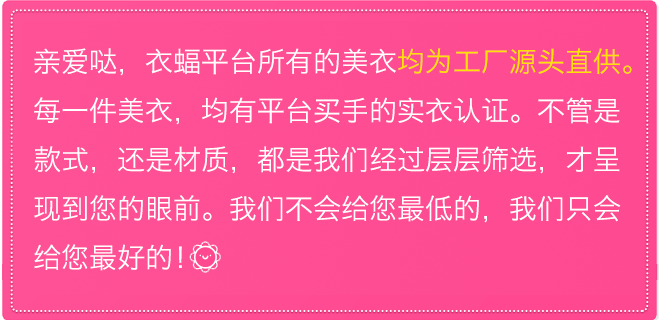 亲爱哒，衣蝠平台所有的美衣均为工厂源头直供。
每一件美衣，均有平台买手的实衣认证。不管是
款式，还是材质，都是我们经过层层筛选，才呈
现到您的眼前。我们不会给您最低的，我们只会
给您最好的！